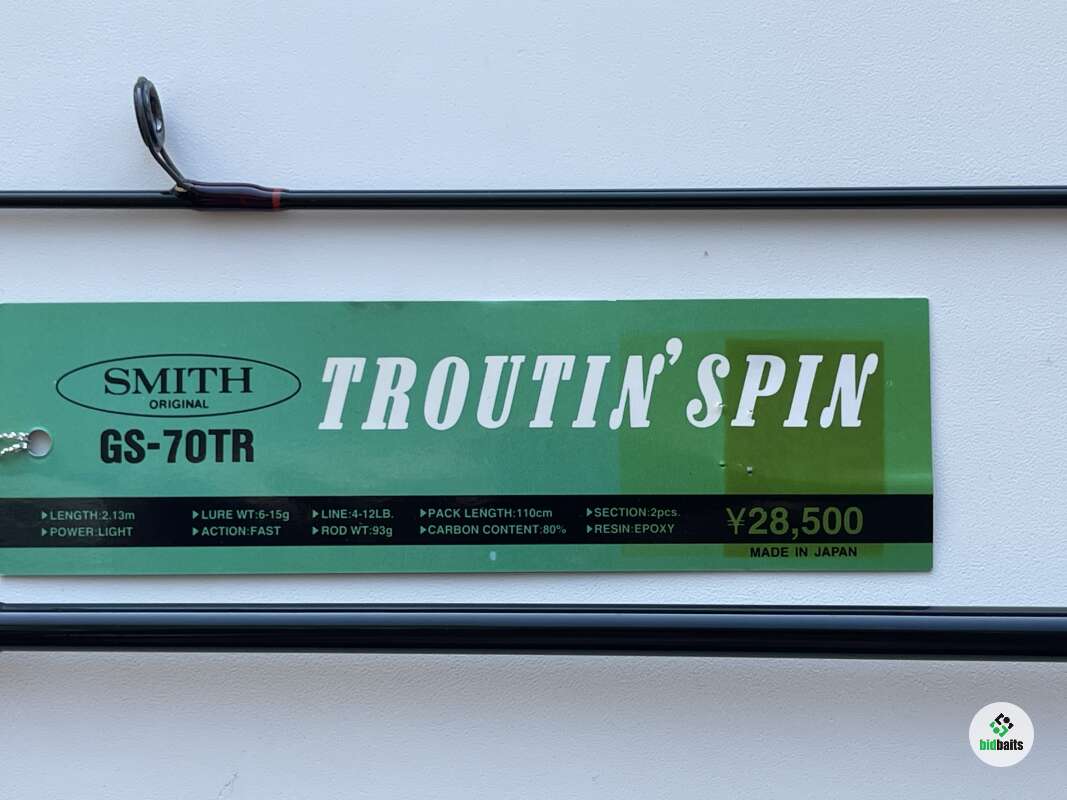 SMITH
ORIGINAL
GS-70TR
TROUTIN' SPIN
▶LENGTH:2.13m ▶LURE WT:6-15g ▶LINE:4-12LB. ▶PACK LENGTH:110cm ▶SECTION:2pcs.
▶POWER:LIGHT ▶ACTION:FAST ▶ROD WT:93g ▶CARBON CONTENT:80% ▶RESIN:EPOXY
¥28,500
MADE IN JAPAN
bidbaits